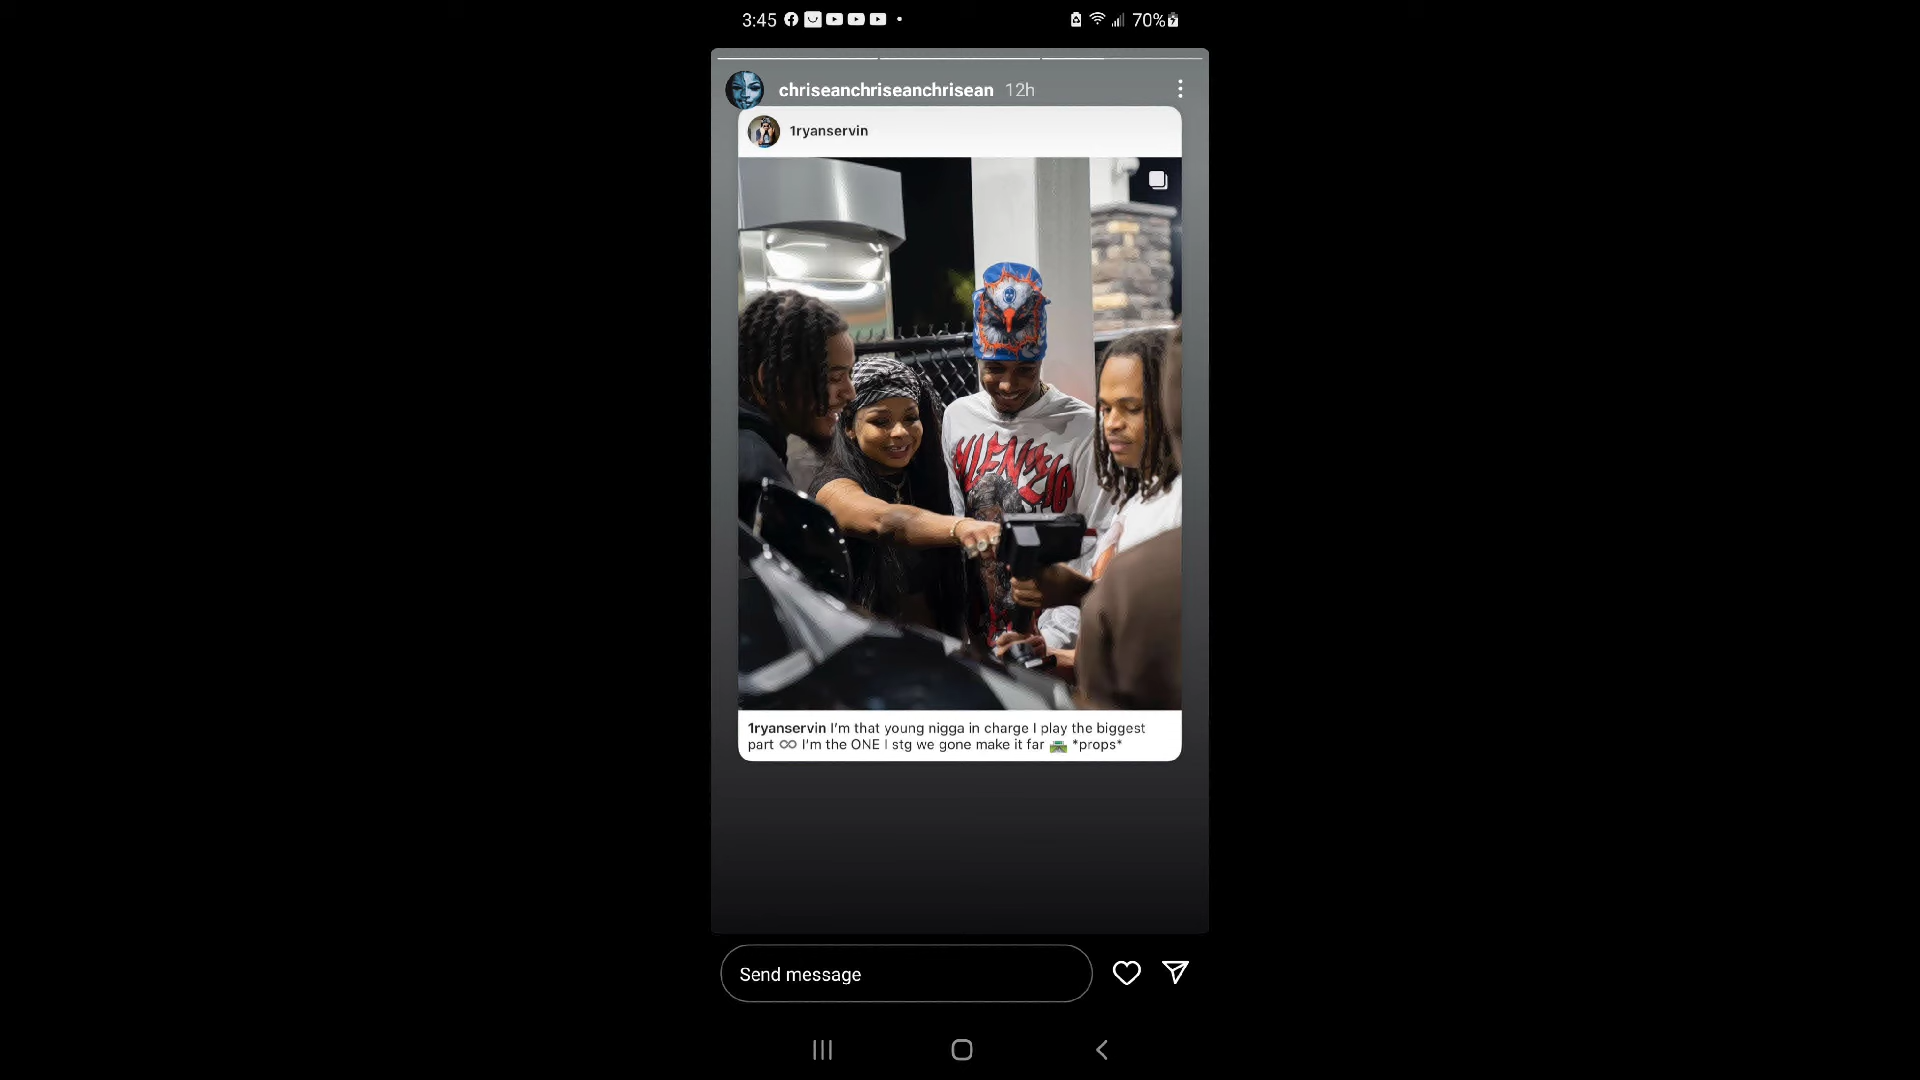 3:45
70%
chriseanchriseanchrisean 12h
1ryanservin
1ryanservin I'm that young nigga in charge I play the biggest
part ♾ I'm the ONE I stg we gone make it far 🛣️ *props*
Send message